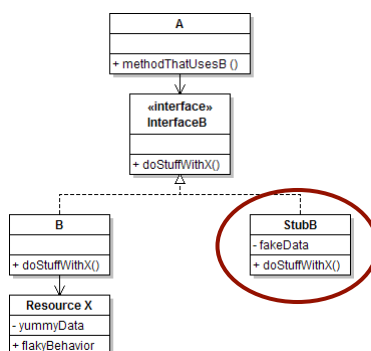 A
+ methodThatUsesB ()
«interface»
InterfaceB
+ doStuffWithX()
B
+ doStuffWithX()
StubB
- fakeData
+ doStuffWithX()
Resource X
- yummyData
+ flakyBehavior